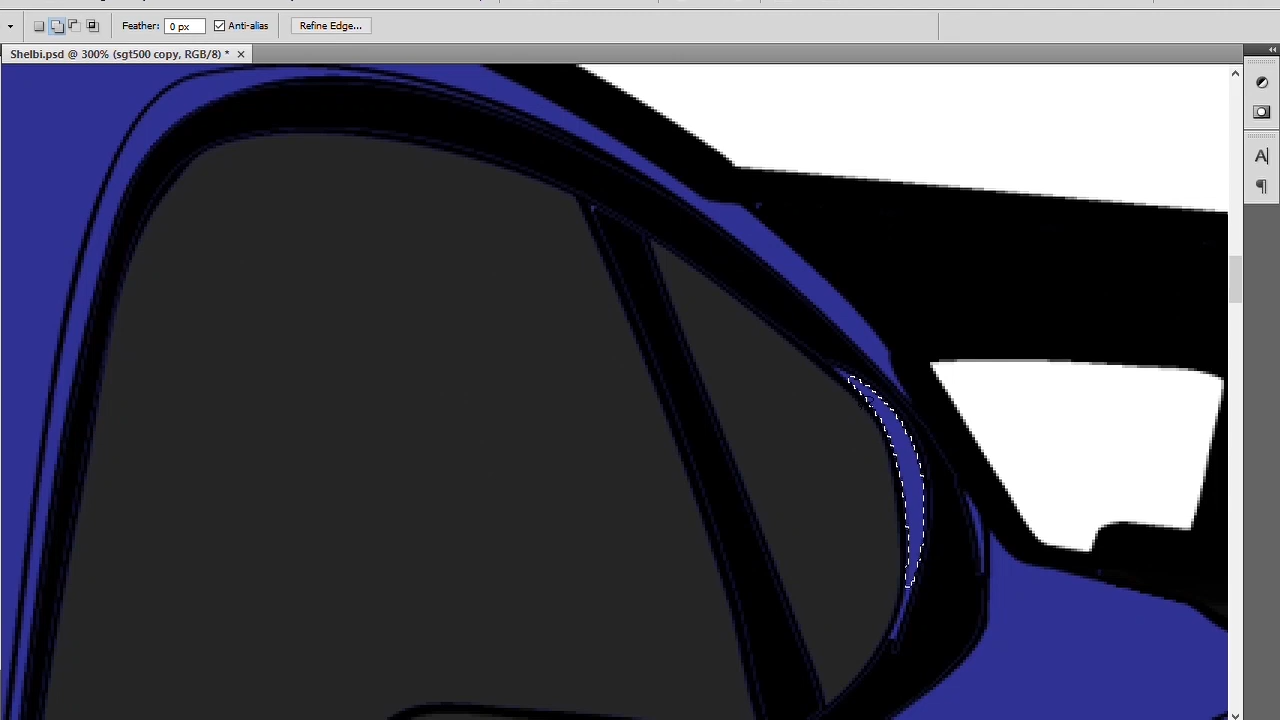 Feather: 0 px Anti-alias Refine Edge...
Shelbi.psd @ 300% (sgt500 copy, RGB/8) *